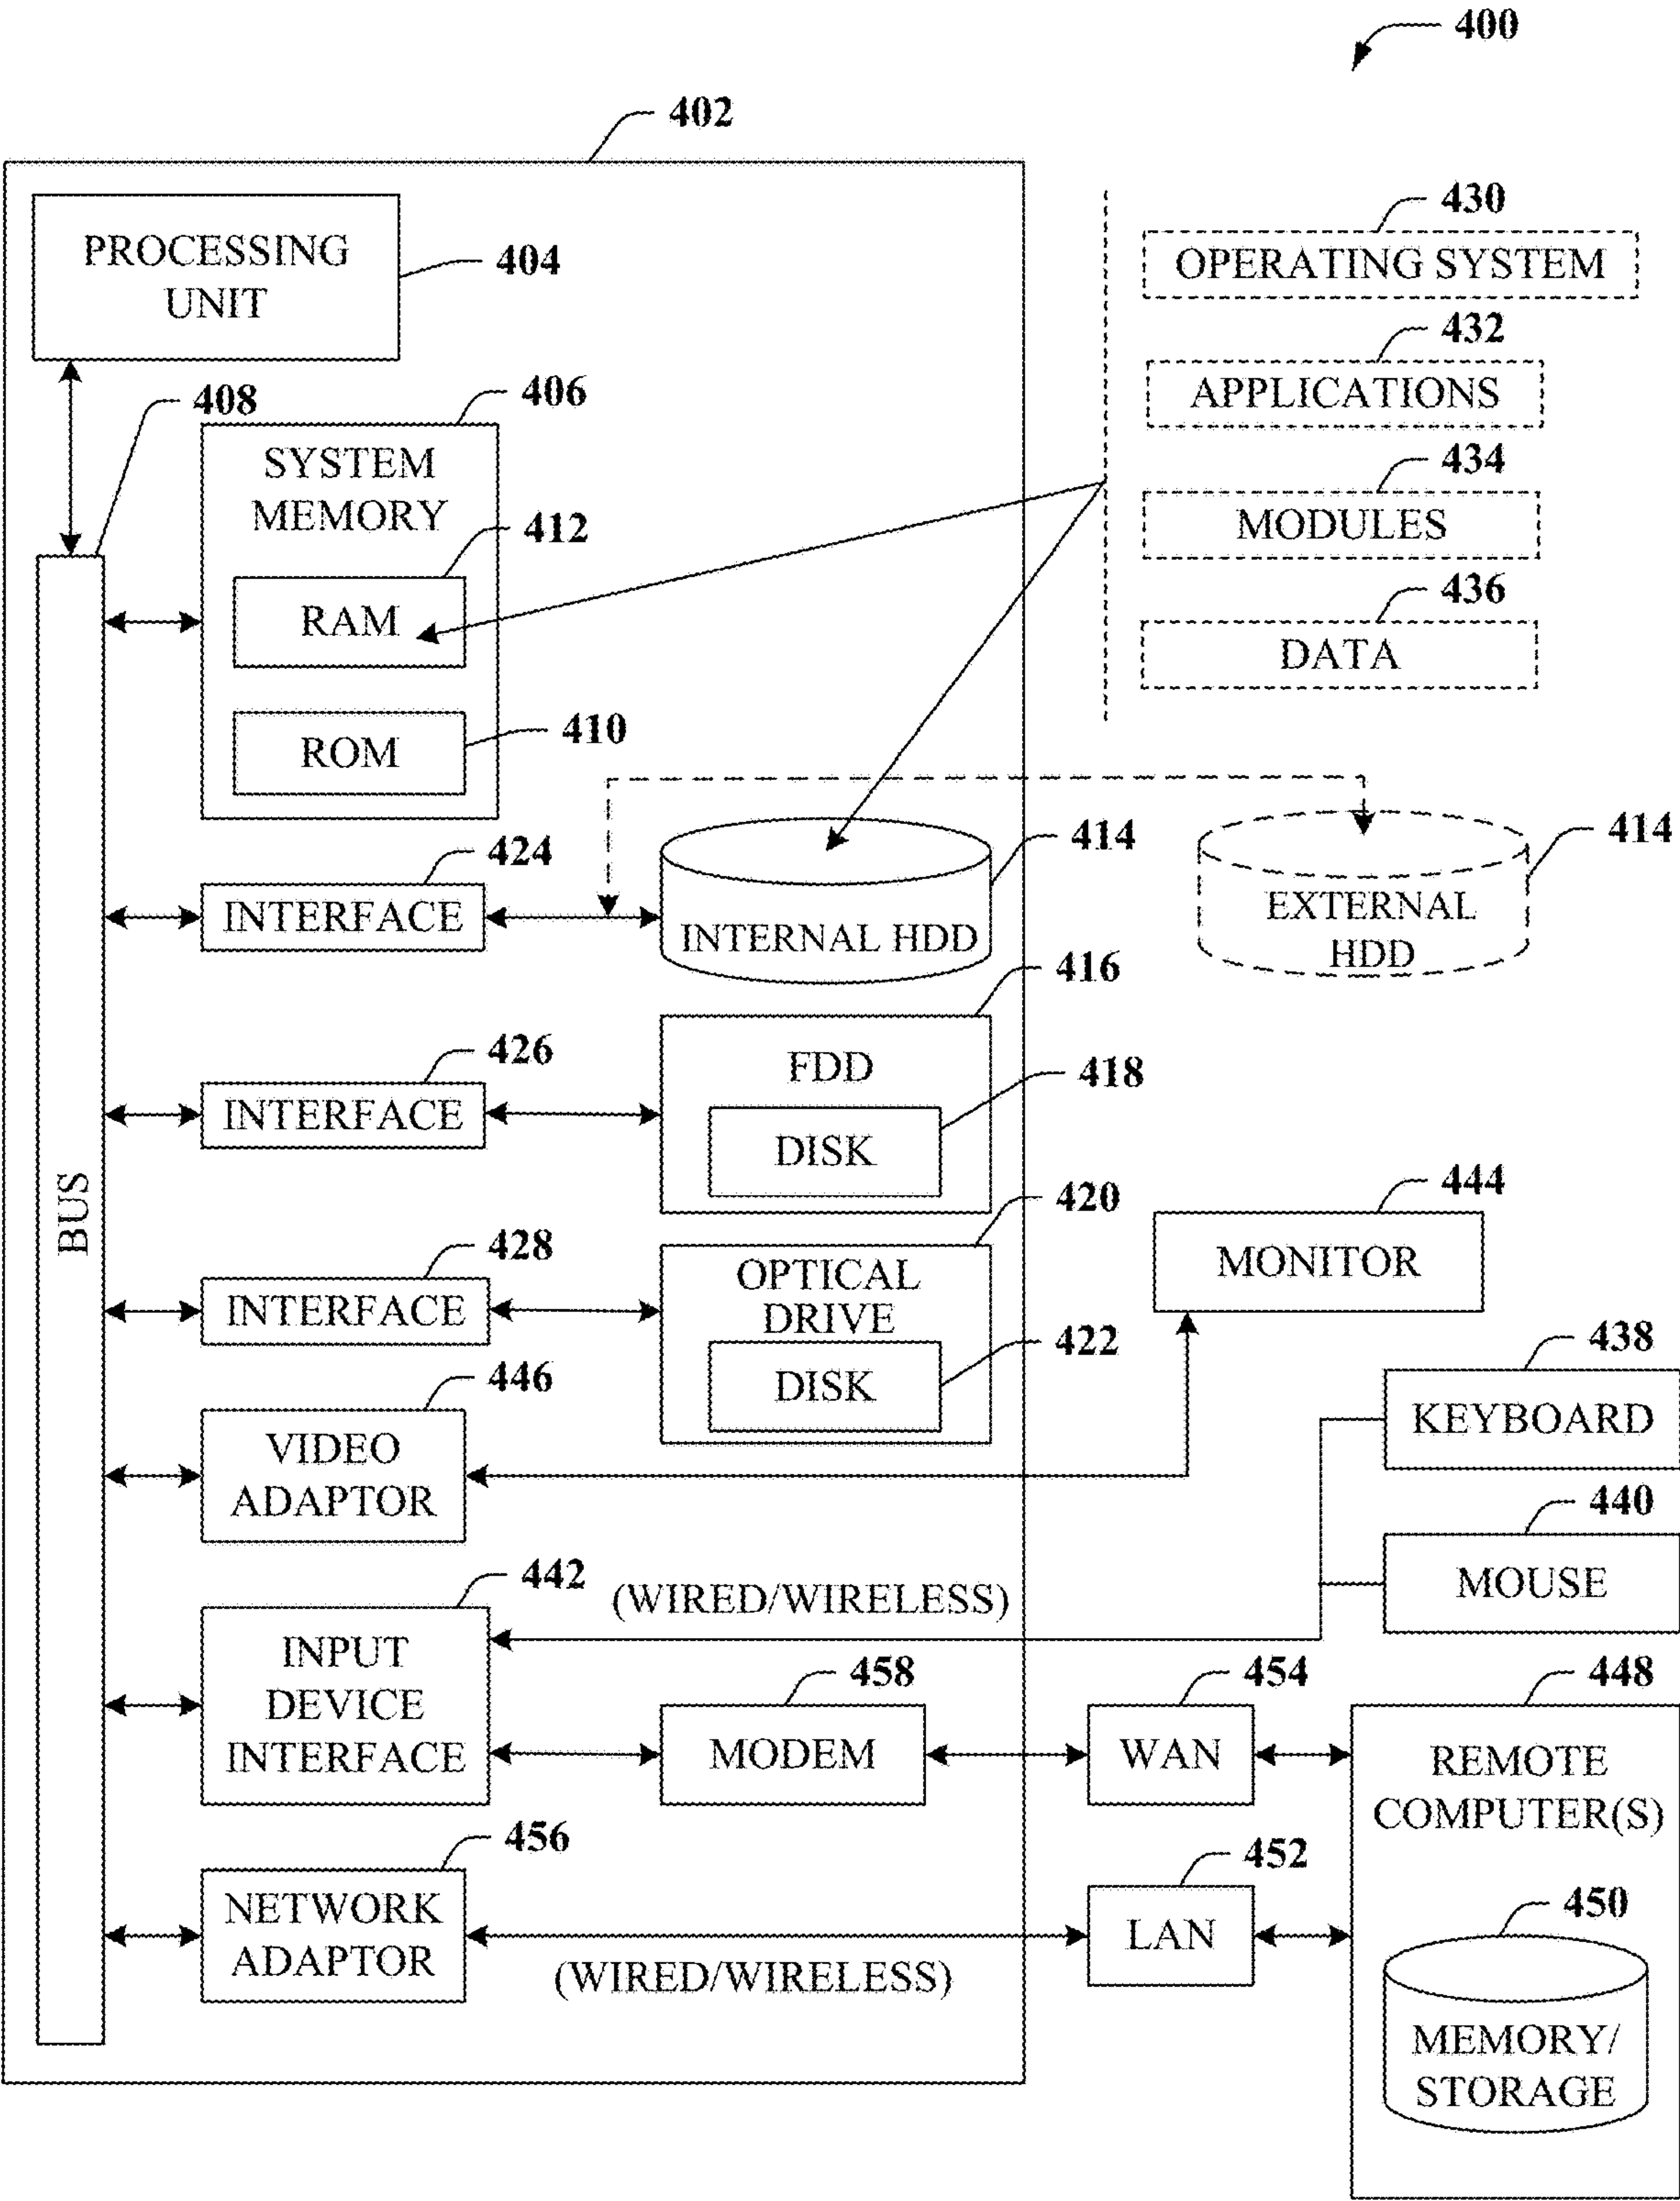 400
402
PROCESSING
UNIT
404
430
OPERATING SYSTEM
432
APPLICATIONS
434
MODULES
436
DATA
408
406
SYSTEM
MEMORY
412
RAM
410
ROM
BUS
424
INTERFACE
414
INTERNAL HDD
414
EXTERNAL
HDD
426
INTERFACE
416
FDD
418
DISK
428
INTERFACE
420
OPTICAL
DRIVE
422
DISK
444
MONITOR
446
VIDEO
ADAPTOR
438
KEYBOARD
440
MOUSE
442
INPUT
DEVICE
INTERFACE
(WIRED/WIRELESS)
458
MODEM
454
WAN
448
REMOTE
COMPUTER(S)
456
NETWORK
ADAPTOR
(WIRED/WIRELESS)
452
LAN
450
MEMORY/
STORAGE